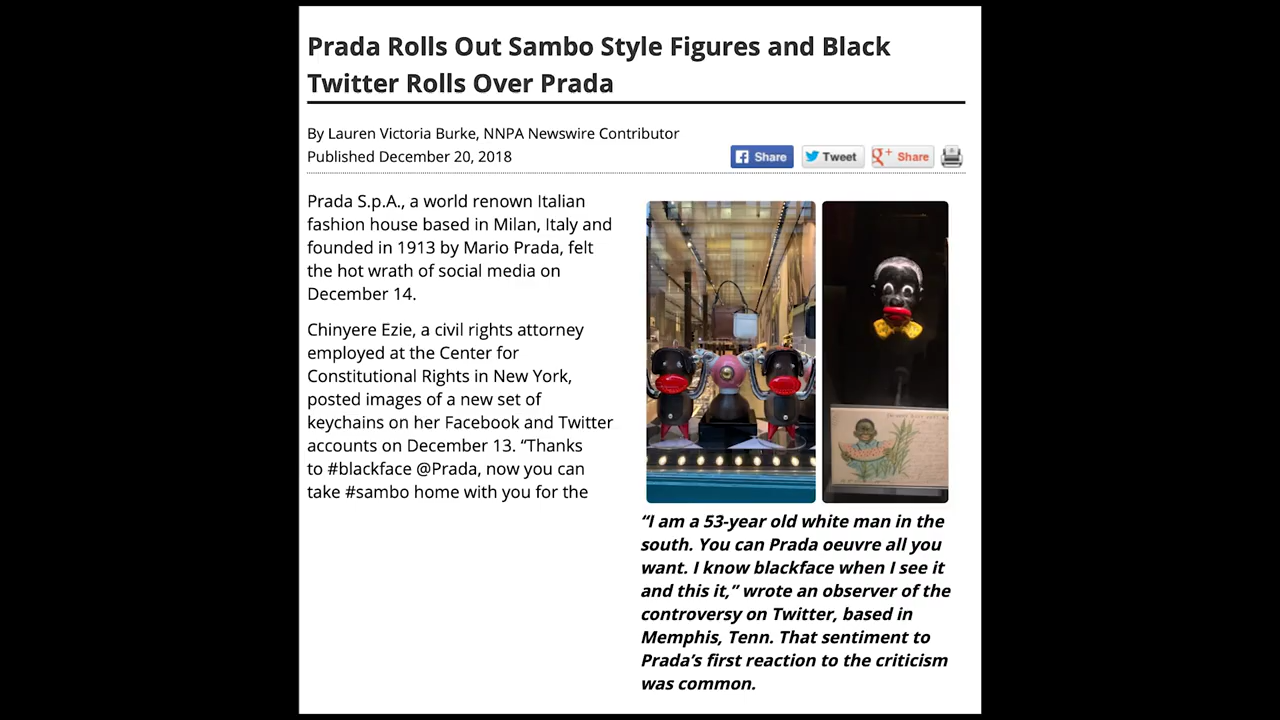 Prada Rolls Out Sambo Style Figures and Black
Twitter Rolls Over Prada
By Lauren Victoria Burke, NNPA Newswire Contributor
Published December 20, 2018
Share
Tweet
g+ Share
Prada S.p.A., a world renown Italian
fashion house based in Milan, Italy and
founded in 1913 by Mario Prada, felt
the hot wrath of social media on
December 14.
Chinyere Ezie, a civil rights attorney
employed at the Center for
Constitutional Rights in New York,
posted images of a new set of
keychains on her Facebook and Twitter
accounts on December 13. “Thanks
to #blackface @Prada, now you can
take #sambo home with you for the
“I am a 53-year old white man in the
south. You can Prada oeuvre all you
want. I know blackface when I see it
and this it,” wrote an observer of the
controversy on Twitter, based in
Memphis, Tenn. That sentiment to
Prada’s first reaction to the criticism
was common.